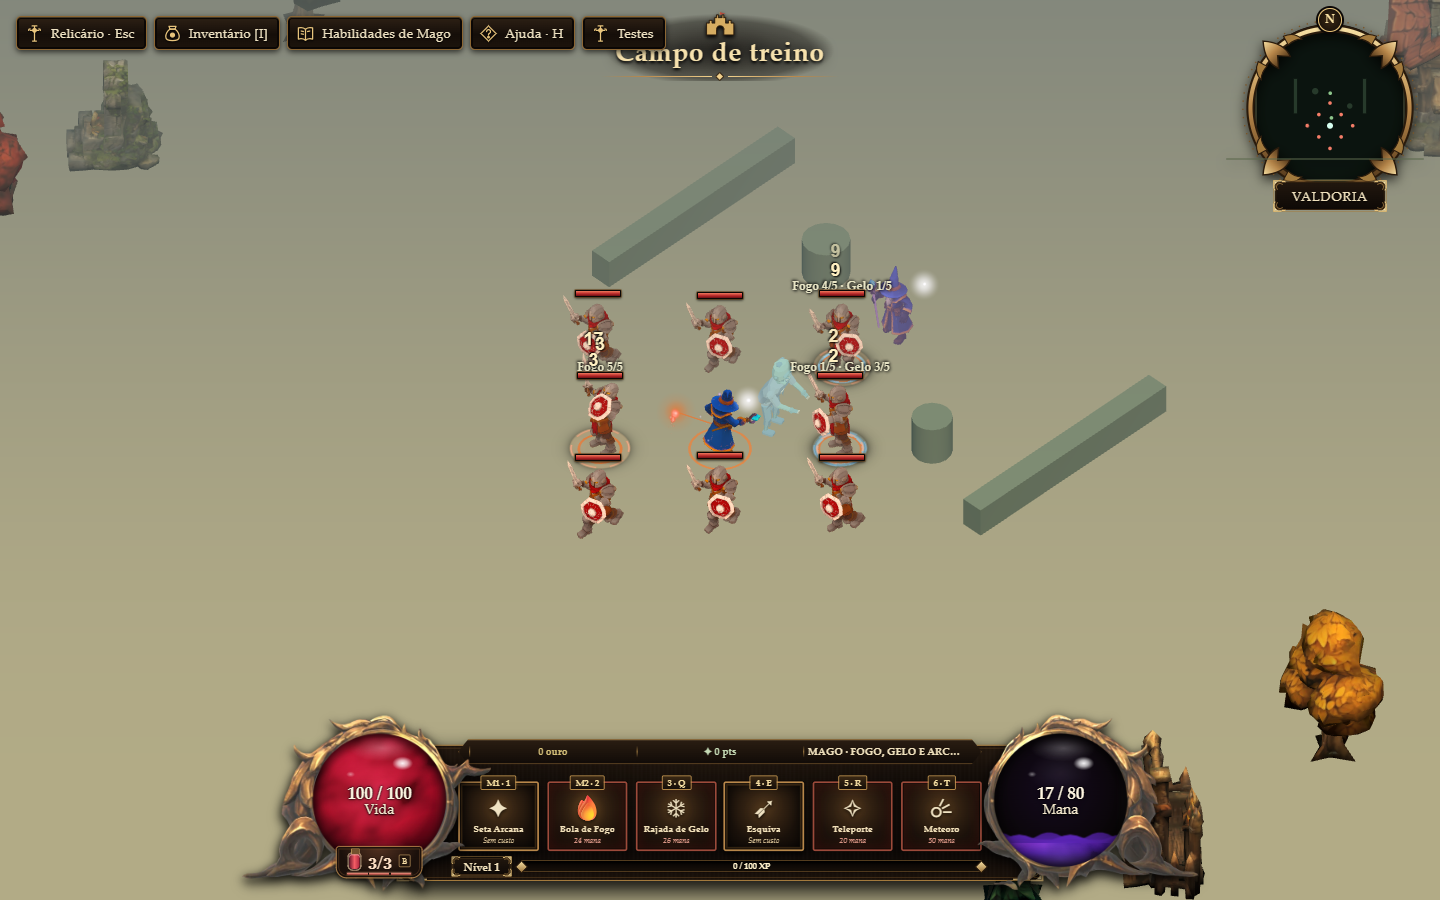 Relicário · Esc
Inventário [I]
Habilidades de Mago
Ajuda · H
Testes
Campo de treino
N
VALDORIA
9
9
Fogo 4/5 · Gelo 1/5
3
3
Fogo 5/5
2
2
Fogo 1/5 · Gelo 3/5
0 ouro
0 pts
MAGO · FOGO, GELO E ARC...
100 / 100
Vida
17 / 80
Mana
M1 · 1
Seta Arcana
Sem custo
M2 · 2
Bola de Fogo
24 mana
3 · Q
Rajada de Gelo
26 mana
4 · E
Esquiva
Sem custo
5 · R
Teleporte
20 mana
6 · T
Meteoro
50 mana
3/3
B
Nível 1
0 / 100 XP